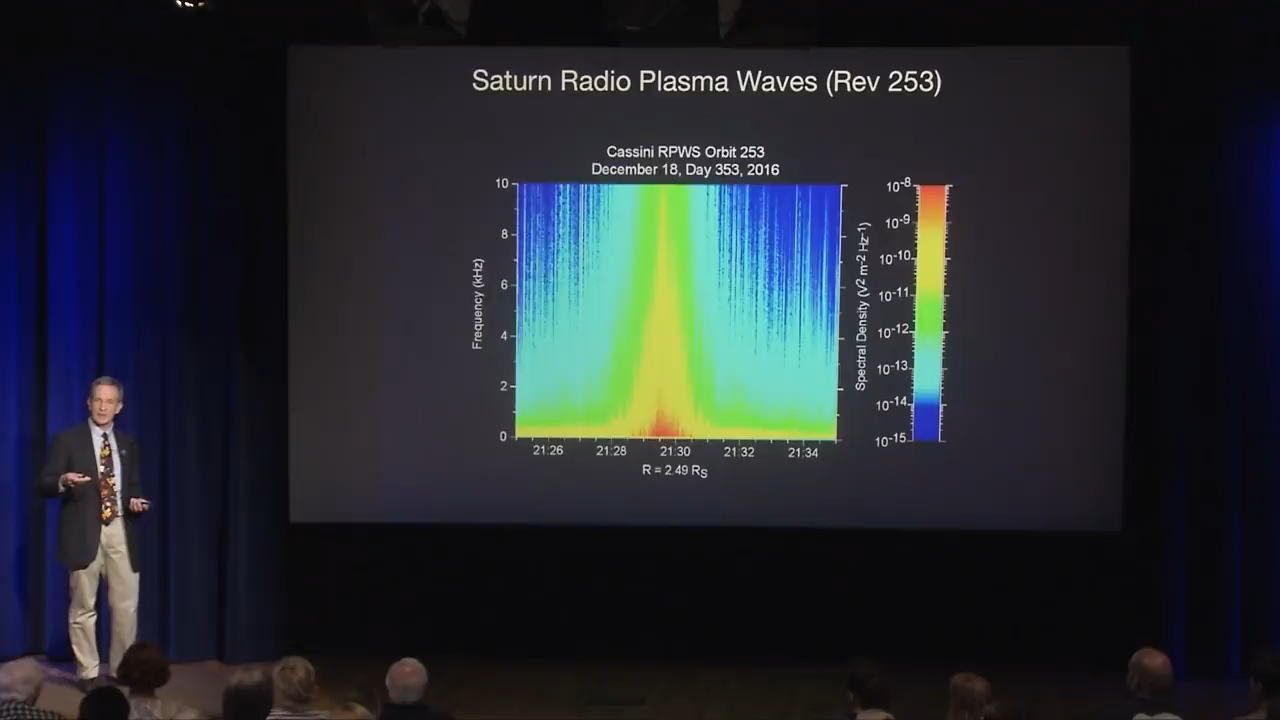 Saturn Radio Plasma Waves (Rev 253)
Cassini RPWS Orbit 253
December 18, Day 353, 2016
Frequency (kHz)
10
8
6
4
2
0
21:26 21:28 21:30 21:32 21:34
R = 2.49 RS
Spectral Density (V² m⁻² Hz⁻¹)
10⁻⁸
10⁻⁹
10⁻¹⁰
10⁻¹¹
10⁻¹²
10⁻¹³
10⁻¹⁴
10⁻¹⁵